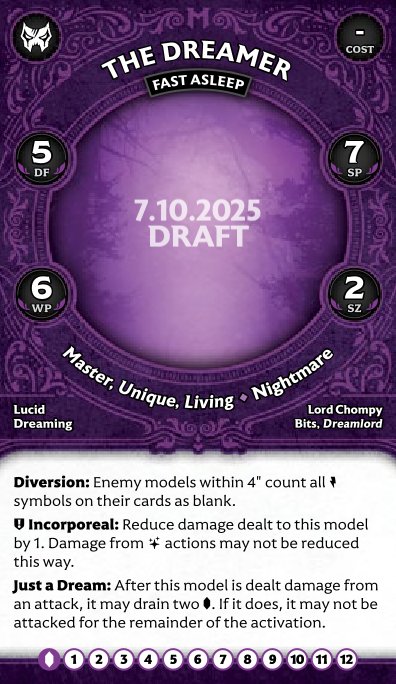 M
-
COST
THE DREAMER
FAST ASLEEP
5
DF
7
SP
7.10.2025
DRAFT
6
WP
2
SZ
Master, Unique, Living ♦ Nightmare
Lucid
Dreaming
Lord Chompy
Bits, Dreamlord
Diversion: Enemy models within 4" count all
symbols on their cards as blank.
Incorporeal: Reduce damage dealt to this model
by 1. Damage from actions may not be reduced
this way.
Just a Dream: After this model is dealt damage from
an attack, it may drain two . If it does, it may not be
attacked for the remainder of the activation.
1 2 3 4 5 6 7 8 9 10 11 12